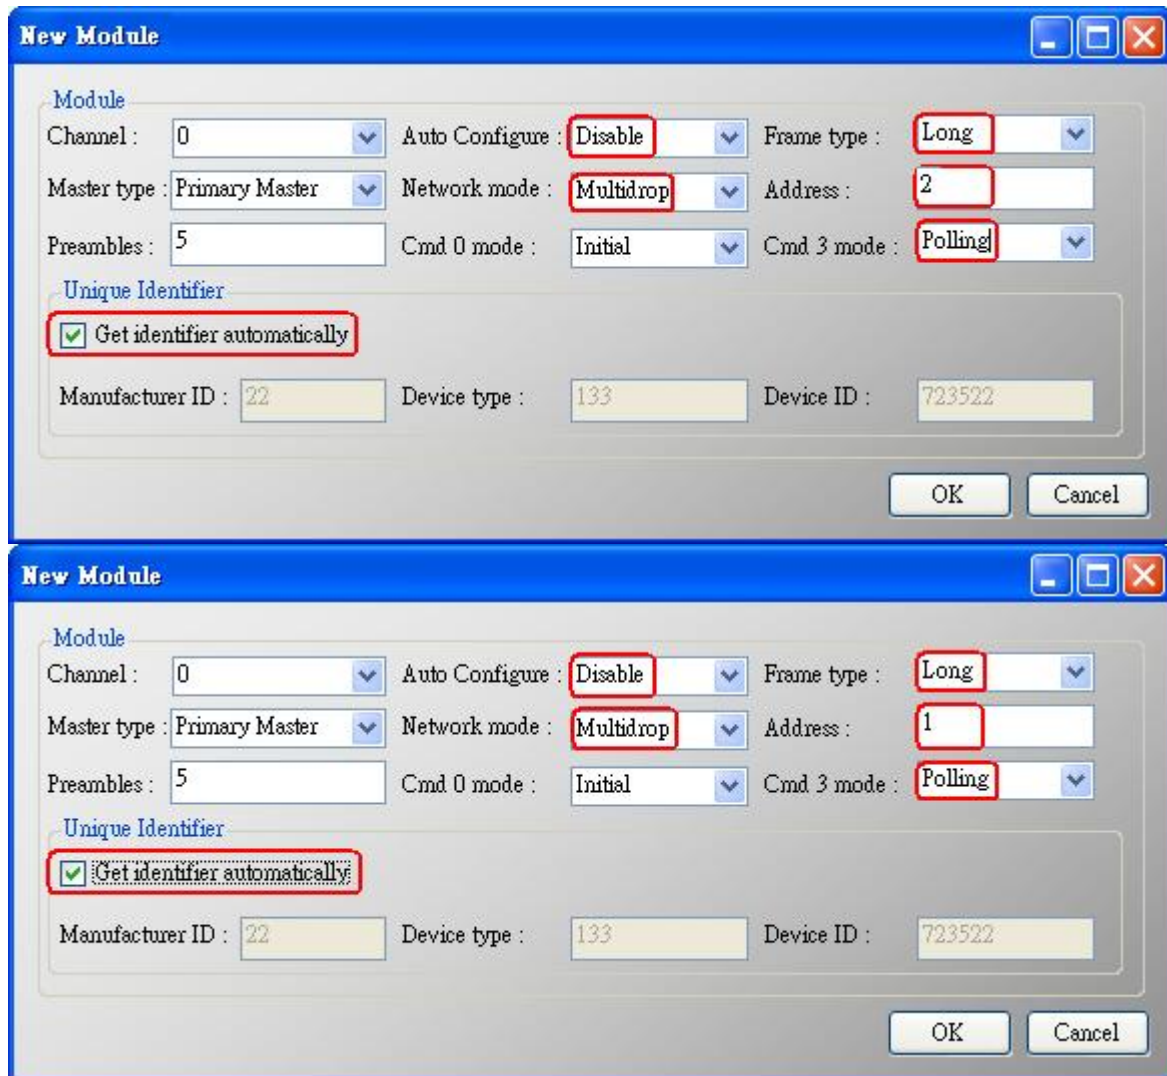 New Module
Module
Channel : 0 Auto Configure : Disable Frame type : Long
Master type : Primary Master Network mode : Multidrop Address : 2
Preambles : 5 Cmd 0 mode : Initial Cmd 3 mode : Polling
Unique Identifier
Get identifier automatically
Manufacturer ID : 22 Device type : 133 Device ID : 723522
OK Cancel
New Module
Module
Channel : 0 Auto Configure : Disable Frame type : Long
Master type : Primary Master Network mode : Multidrop Address : 1
Preambles : 5 Cmd 0 mode : Initial Cmd 3 mode : Polling
Unique Identifier
Get identifier automatically
Manufacturer ID : 22 Device type : 133 Device ID : 723522
OK Cancel